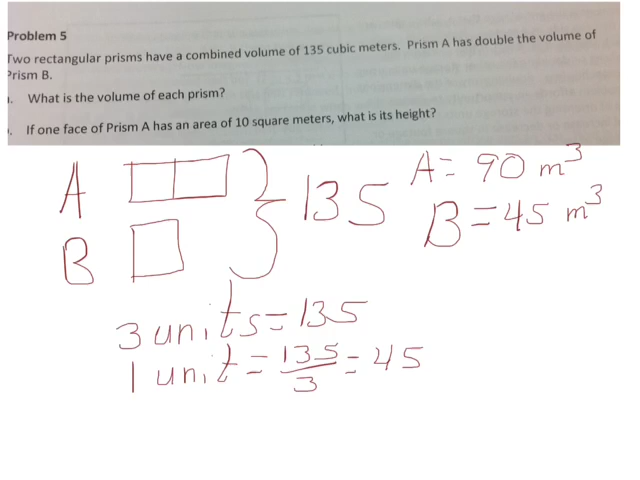 Problem 5
Two rectangular prisms have a combined volume of 135 cubic meters. Prism A has double the volume of
Prism B.
. What is the volume of each prism?
. If one face of Prism A has an area of 10 square meters, what is its height?
A
B
135
A = 90 m³
B = 45 m³
3 units = 135
1 unit = 135/3 = 45